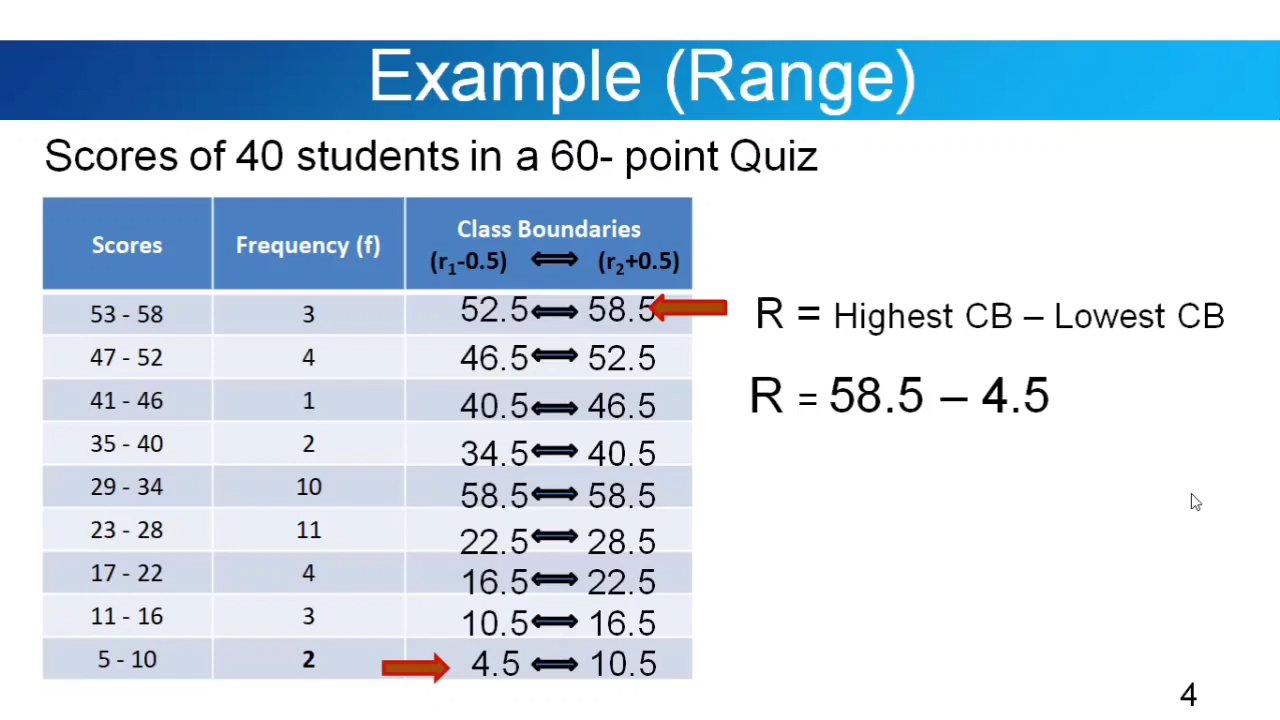 Example (Range)
Scores of 40 students in a 60- point Quiz
Scores Frequency (f) Class Boundaries
(r₁-0.5) ⟺ (r₂+0.5)
53 - 58 3 52.5 ⟺ 58.5
47 - 52 4 46.5 ⟺ 52.5
41 - 46 1 40.5 ⟺ 46.5
35 - 40 2 34.5 ⟺ 40.5
29 - 34 10 58.5 ⟺ 58.5
23 - 28 11 22.5 ⟺ 28.5
17 - 22 4 16.5 ⟺ 22.5
11 - 16 3 10.5 ⟺ 16.5
5 - 10 2 4.5 ⟺ 10.5
R = Highest CB – Lowest CB
R = 58.5 – 4.5
4